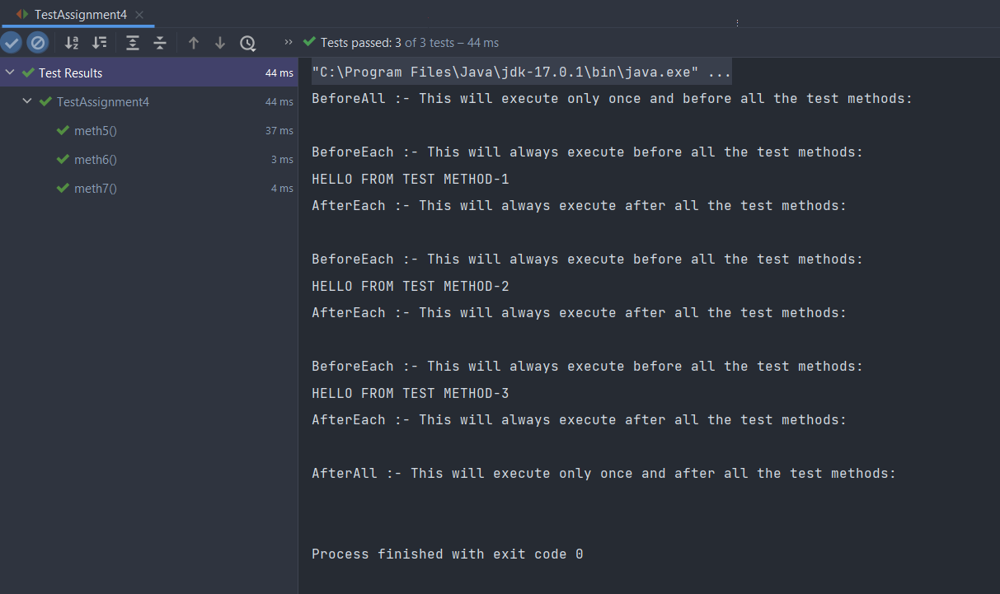 TestAssignment4
Tests passed: 3 of 3 tests – 44 ms
Test Results 44 ms
TestAssignment4 44 ms
meth5() 37 ms
meth6() 3 ms
meth7() 4 ms
"C:\Program Files\Java\jdk-17.0.1\bin\java.exe" ...
BeforeAll :- This will execute only once and before all the test methods:
BeforeEach :- This will always execute before all the test methods:
HELLO FROM TEST METHOD-1
AfterEach :- This will always execute after all the test methods:
BeforeEach :- This will always execute before all the test methods:
HELLO FROM TEST METHOD-2
AfterEach :- This will always execute after all the test methods:
BeforeEach :- This will always execute before all the test methods:
HELLO FROM TEST METHOD-3
AfterEach :- This will always execute after all the test methods:
AfterAll :- This will execute only once and after all the test methods:
Process finished with exit code 0